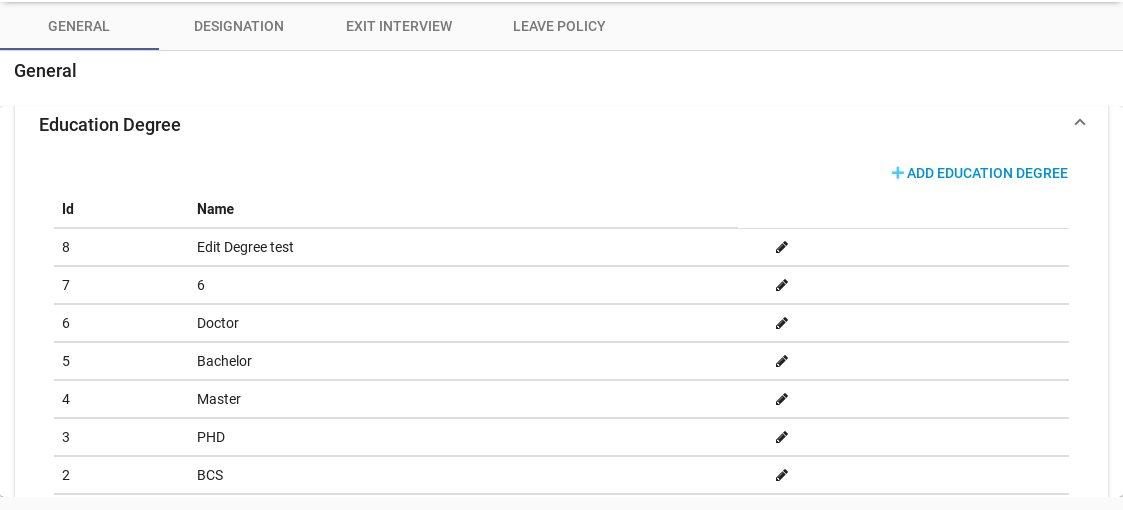 GENERAL DESIGNATION EXIT INTERVIEW LEAVE POLICY
General
Education Degree
ADD EDUCATION DEGREE
Id Name
8 Edit Degree test
7 6
6 Doctor
5 Bachelor
4 Master
3 PHD
2 BCS